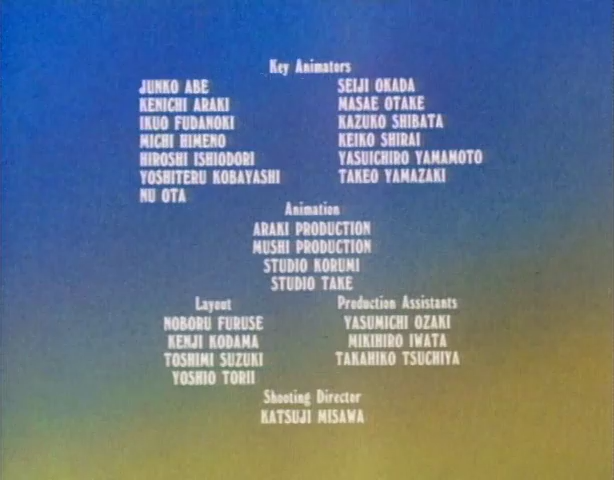 Key Animators
JUNKO ABE
KENICHI ARAKI
IKUO FUDANOKI
MICHI HIMENO
HIROSHI ISHIODORI
YOSHITERU KOBAYASHI
NU OTA
SEIJI OKADA
MASAE OTAKE
KAZUKO SHIBATA
KEIKO SHIRAI
YASUICHIRO YAMAMOTO
TAKEO YAMAZAKI
Animation
ARAKI PRODUCTION
MUSHI PRODUCTION
STUDIO KORUMI
STUDIO TAKE
Layout
NOBORU FURUSE
KENJI KODAMA
TOSHIMI SUZUKI
YOSHIO TORII
Production Assistants
YASUMICHI OZAKI
MIKIHIRO IWATA
TAKAHIKO TSUCHIYA
Shooting Director
KATSUJI MISAWA